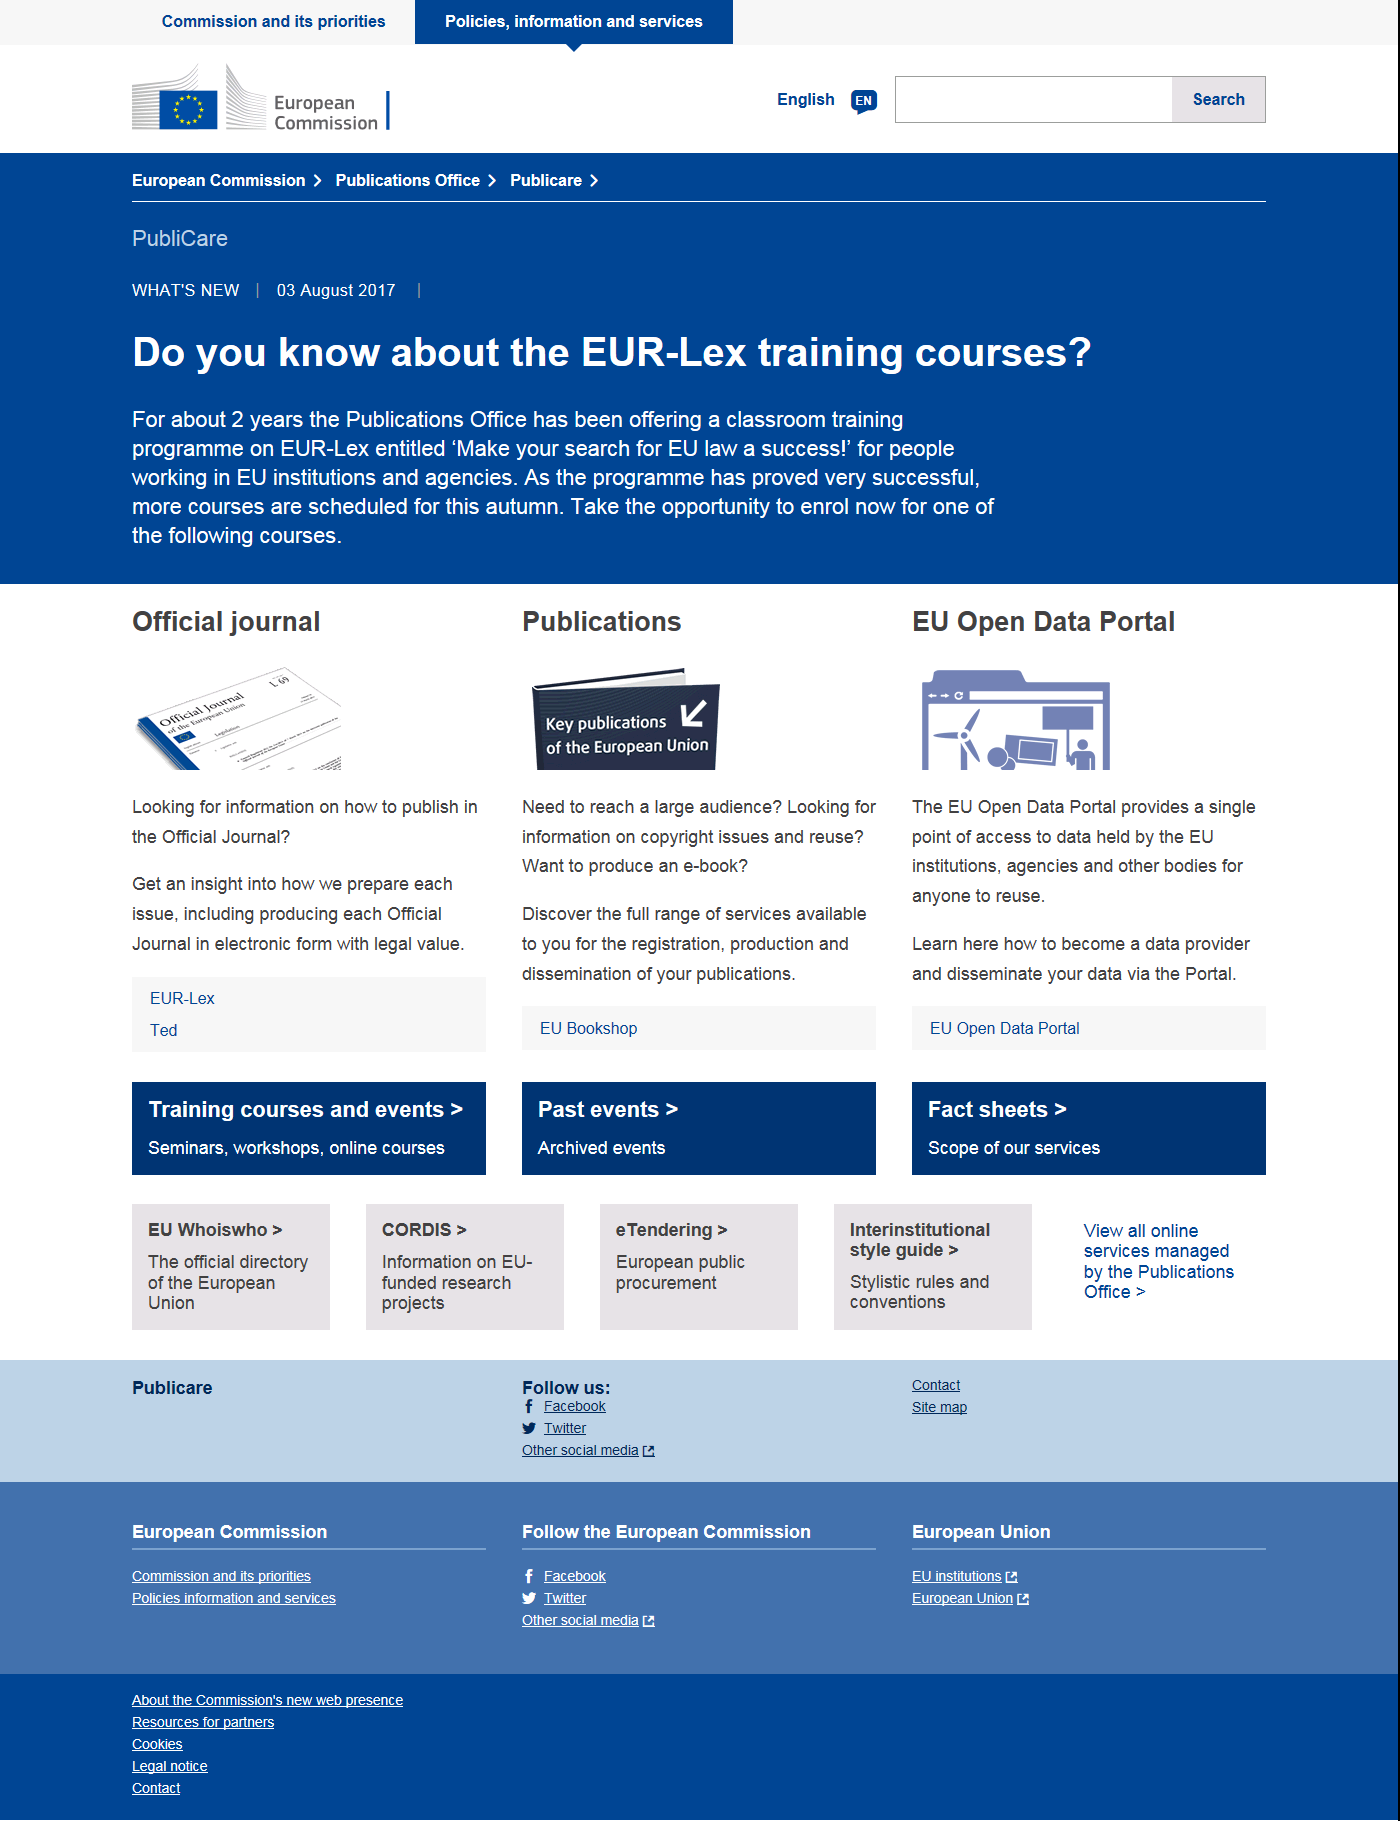 Commission and its priorities
Policies, information and services
European
Commission
English
EN
Search
European Commission
Publications Office
Publicare
PubliCare
WHAT'S NEW | 03 August 2017 |
Do you know about the EUR-Lex training courses?
For about 2 years the Publications Office has been offering a classroom training
programme on EUR-Lex entitled ‘Make your search for EU law a success!’ for people
working in EU institutions and agencies. As the programme has proved very successful,
more courses are scheduled for this autumn. Take the opportunity to enrol now for one of
the following courses.
Official journal
Official Journal
of the European Union
L 69
Legislation
Looking for information on how to publish in
the Official Journal?
Get an insight into how we prepare each
issue, including producing each Official
Journal in electronic form with legal value.
EUR-Lex
Ted
Publications
Key publications
of the European Union
Need to reach a large audience? Looking for
information on copyright issues and reuse?
Want to produce an e-book?
Discover the full range of services available
to you for the registration, production and
dissemination of your publications.
EU Bookshop
EU Open Data Portal
The EU Open Data Portal provides a single
point of access to data held by the EU
institutions, agencies and other bodies for
anyone to reuse.
Learn here how to become a data provider
and disseminate your data via the Portal.
EU Open Data Portal
Training courses and events >
Seminars, workshops, online courses
Past events >
Archived events
Fact sheets >
Scope of our services
EU Whoiswho >
The official directory
of the European
Union
CORDIS >
Information on EU-
funded research
projects
eTendering >
European public
procurement
Interinstitutional
style guide >
Stylistic rules and
conventions
View all online
services managed
by the Publications
Office >
Publicare
Follow us:
Facebook
Twitter
Other social media
Contact
Site map
European Commission
Commission and its priorities
Policies information and services
Follow the European Commission
Facebook
Twitter
Other social media
European Union
EU institutions
European Union
About the Commission's new web presence
Resources for partners
Cookies
Legal notice
Contact